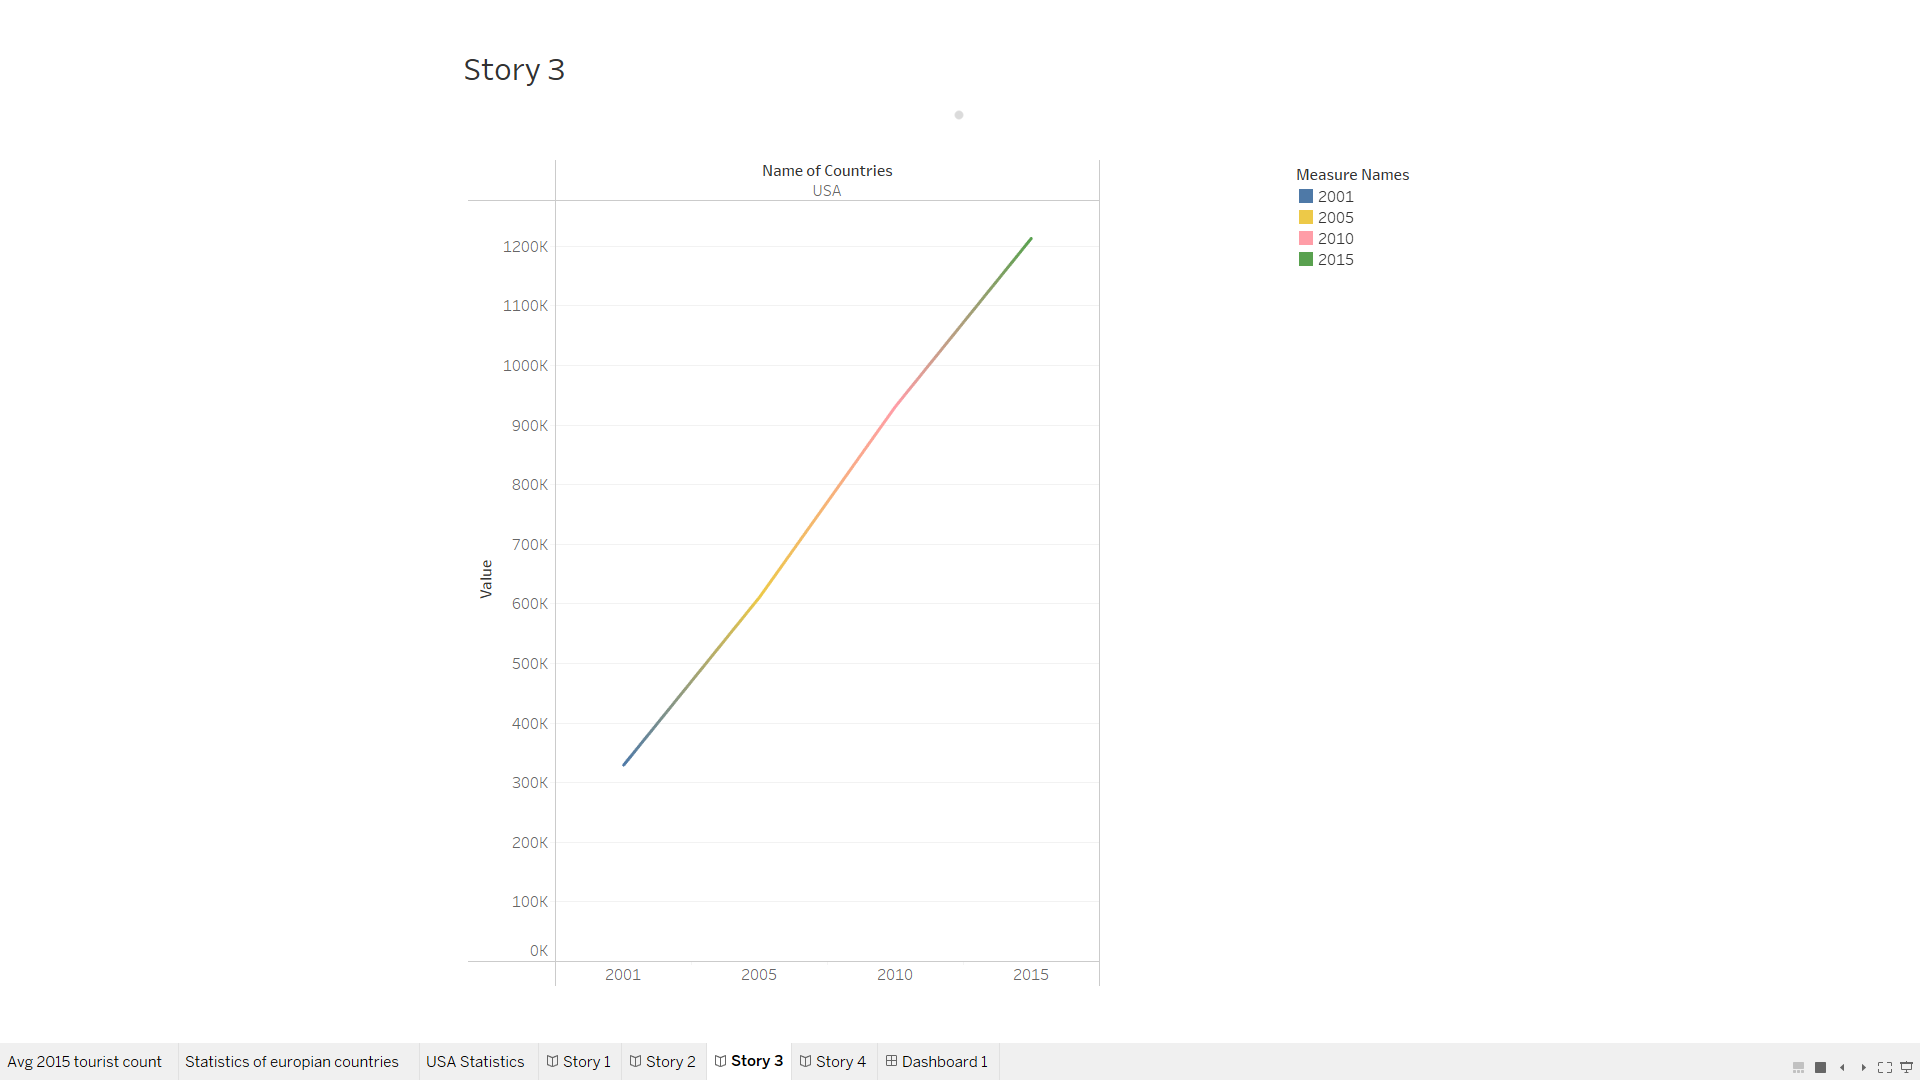 Story 3
Name of Countries
USA
Measure Names
2001
2005
2010
2015
1200K
1100K
1000K
900K
800K
700K
600K
500K
400K
300K
200K
100K
0K
Value
2001 2005 2010 2015
Avg 2015 tourist count Statistics of europian countries USA Statistics Story 1 Story 2 Story 3 Story 4 Dashboard 1